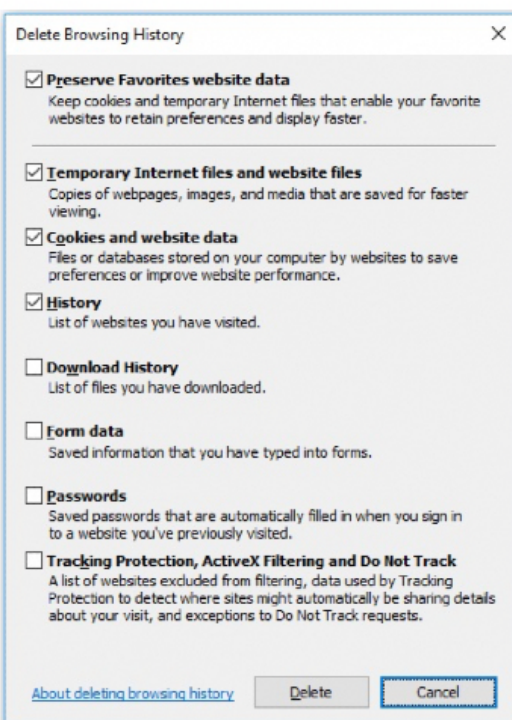 Delete Browsing History
Preserve Favorites website data
Keep cookies and temporary Internet files that enable your favorite
websites to retain preferences and display faster.
Temporary Internet files and website files
Copies of webpages, images, and media that are saved for faster
viewing.
Cookies and website data
Files or databases stored on your computer by websites to save
preferences or improve website performance.
History
List of websites you have visited.
Download History
List of files you have downloaded.
Form data
Saved information that you have typed into forms.
Passwords
Saved passwords that are automatically filled in when you sign in
to a website you've previously visited.
Tracking Protection, ActiveX Filtering and Do Not Track
A list of websites excluded from filtering, data used by Tracking
Protection to detect where sites might automatically be sharing details
about your visit, and exceptions to Do Not Track requests.
About deleting browsing history Delete Cancel